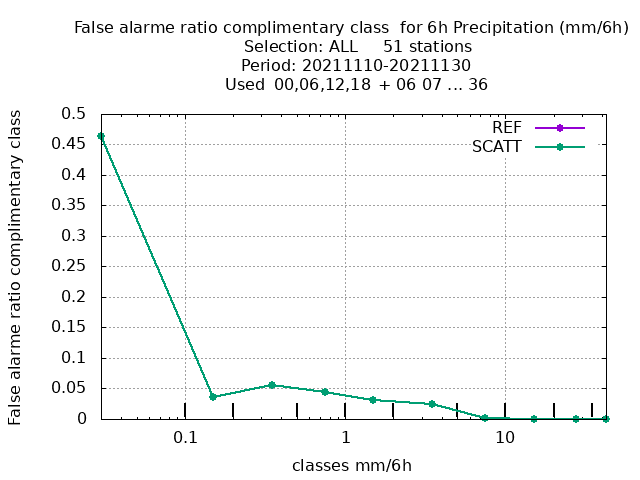 False alarme ratio complimentary class  for 6h Precipitation (mm/6h)
Selection: ALL     51 stations
Period: 20211110-20211130
Used  00,06,12,18 + 06 07 ... 36
False alarme ratio complimentary class
0.5
0.45
0.4
0.35
0.3
0.25
0.2
0.15
0.1
0.05
0
REF
SCATT
0.1
1
10
classes mm/6h